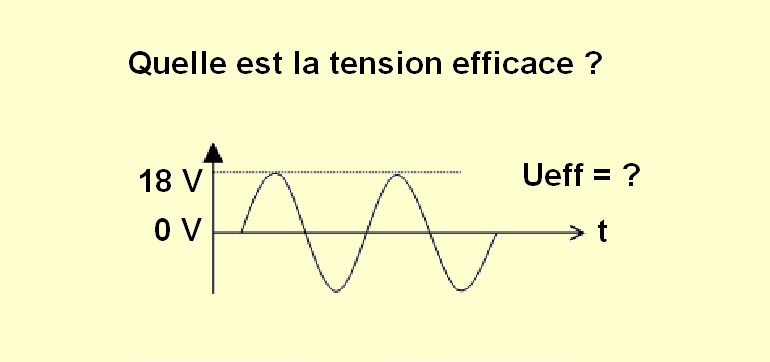 Quelle est la tension efficace ?
18 V
Ueff = ?
0 V
t